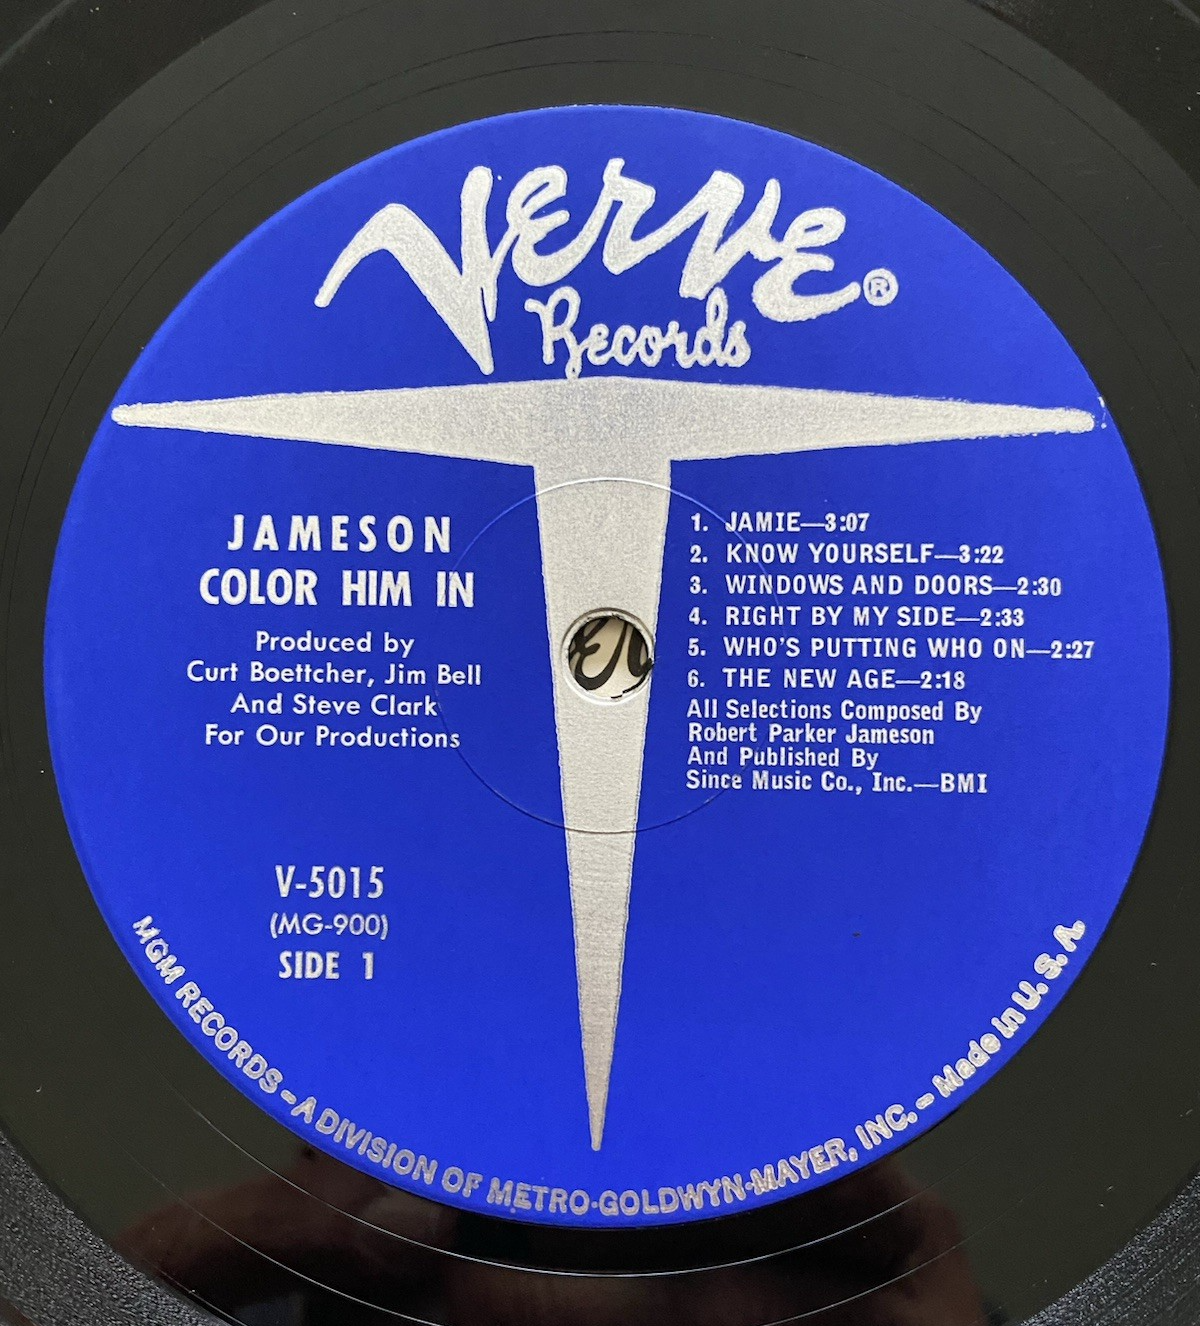 Verve ®
Records
JAMESON
COLOR HIM IN
Produced by
Curt Boettcher, Jim Bell
And Steve Clark
For Our Productions
1. JAMIE—3:07
2. KNOW YOURSELF—3:22
3. WINDOWS AND DOORS—2:30
4. RIGHT BY MY SIDE—2:33
5. WHO'S PUTTING WHO ON—2:27
6. THE NEW AGE—2:18
All Selections Composed By
Robert Parker Jameson
And Published By
Since Music Co., Inc.—BMI
V-5015
(MG-900)
SIDE 1
MGM RECORDS - A DIVISION OF METRO-GOLDWYN-MAYER, INC. - Made in U.S.A.